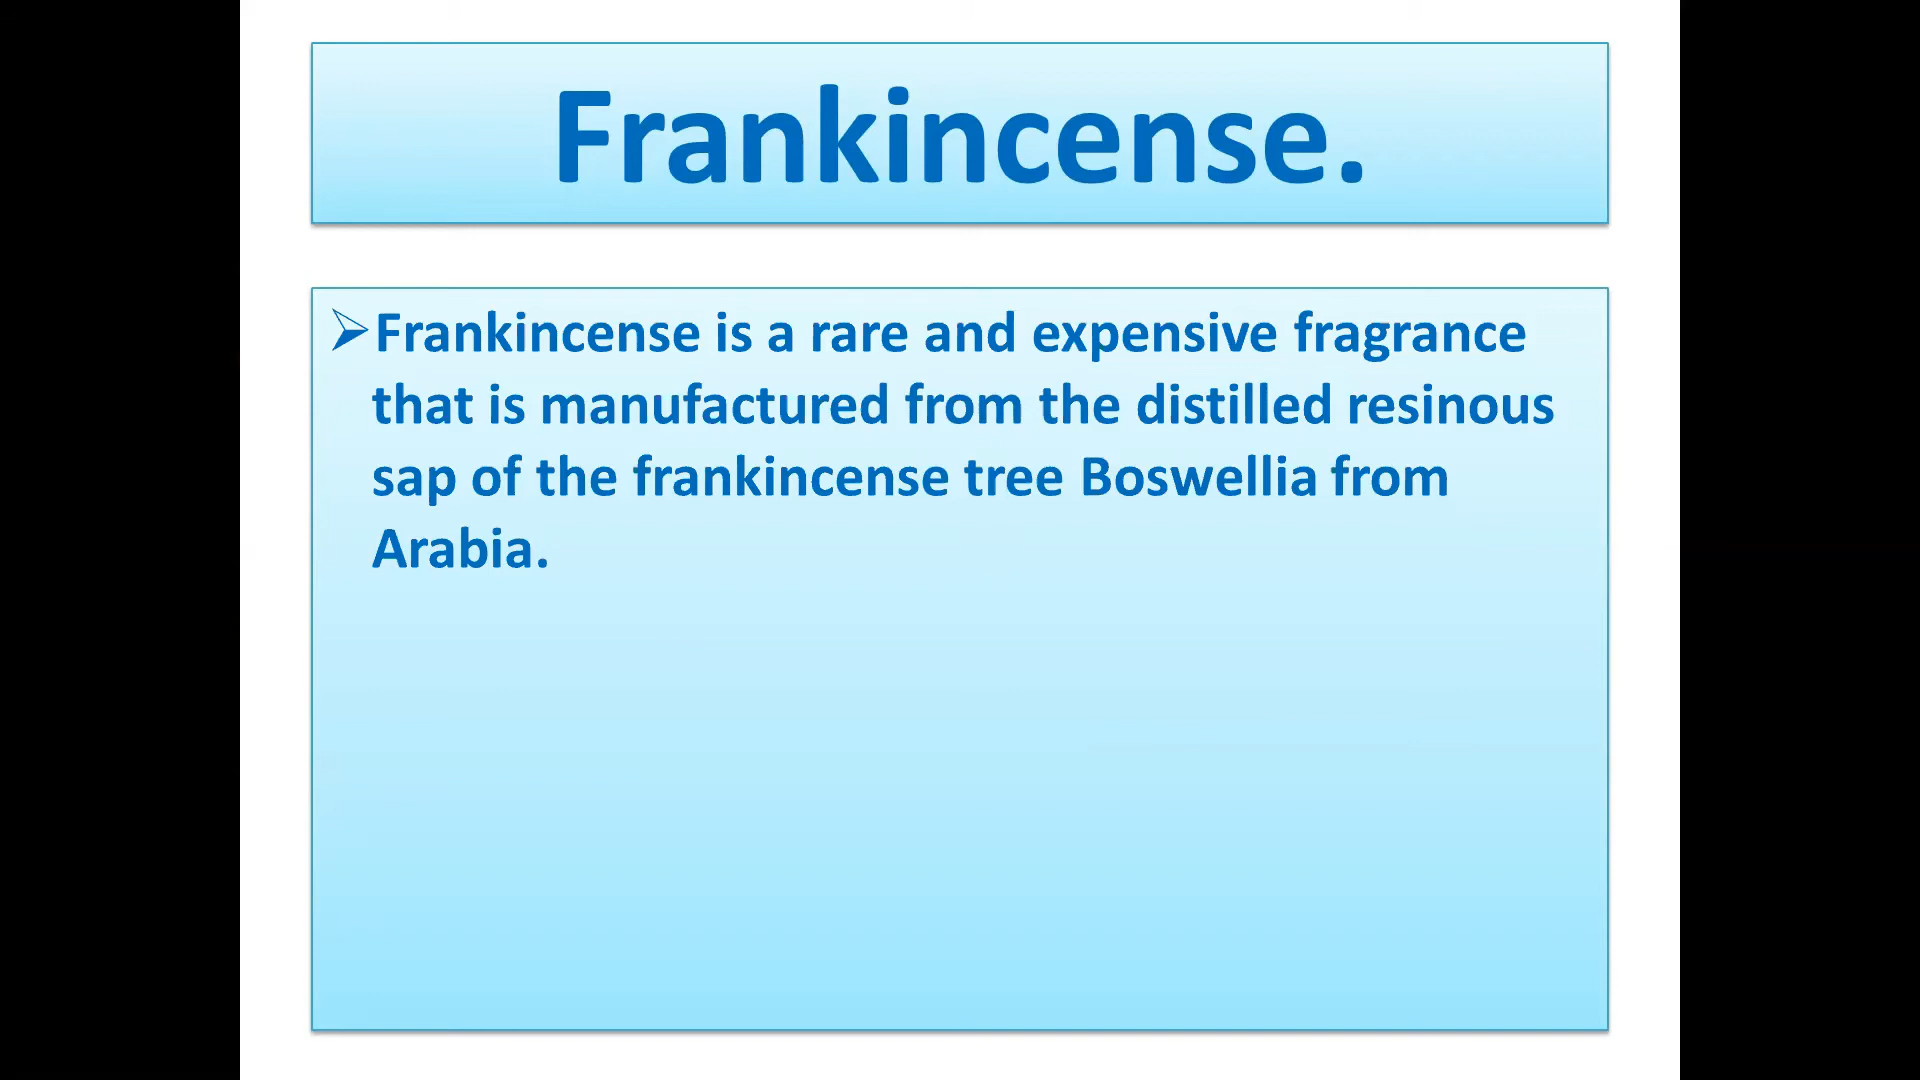 Frankincense.
➢Frankincense is a rare and expensive fragrance
that is manufactured from the distilled resinous
sap of the frankincense tree Boswellia from
Arabia.